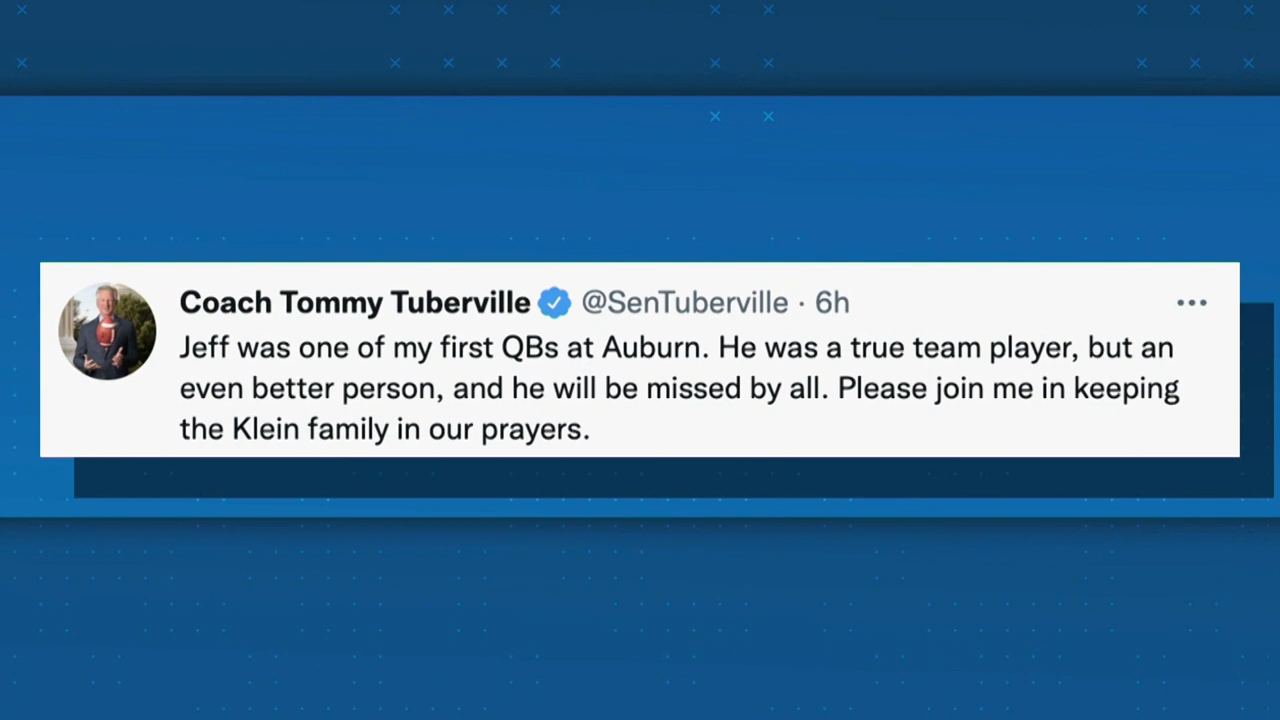 Coach Tommy Tuberville @SenTuberville · 6h
Jeff was one of my first QBs at Auburn. He was a true team player, but an
even better person, and he will be missed by all. Please join me in keeping
the Klein family in our prayers.